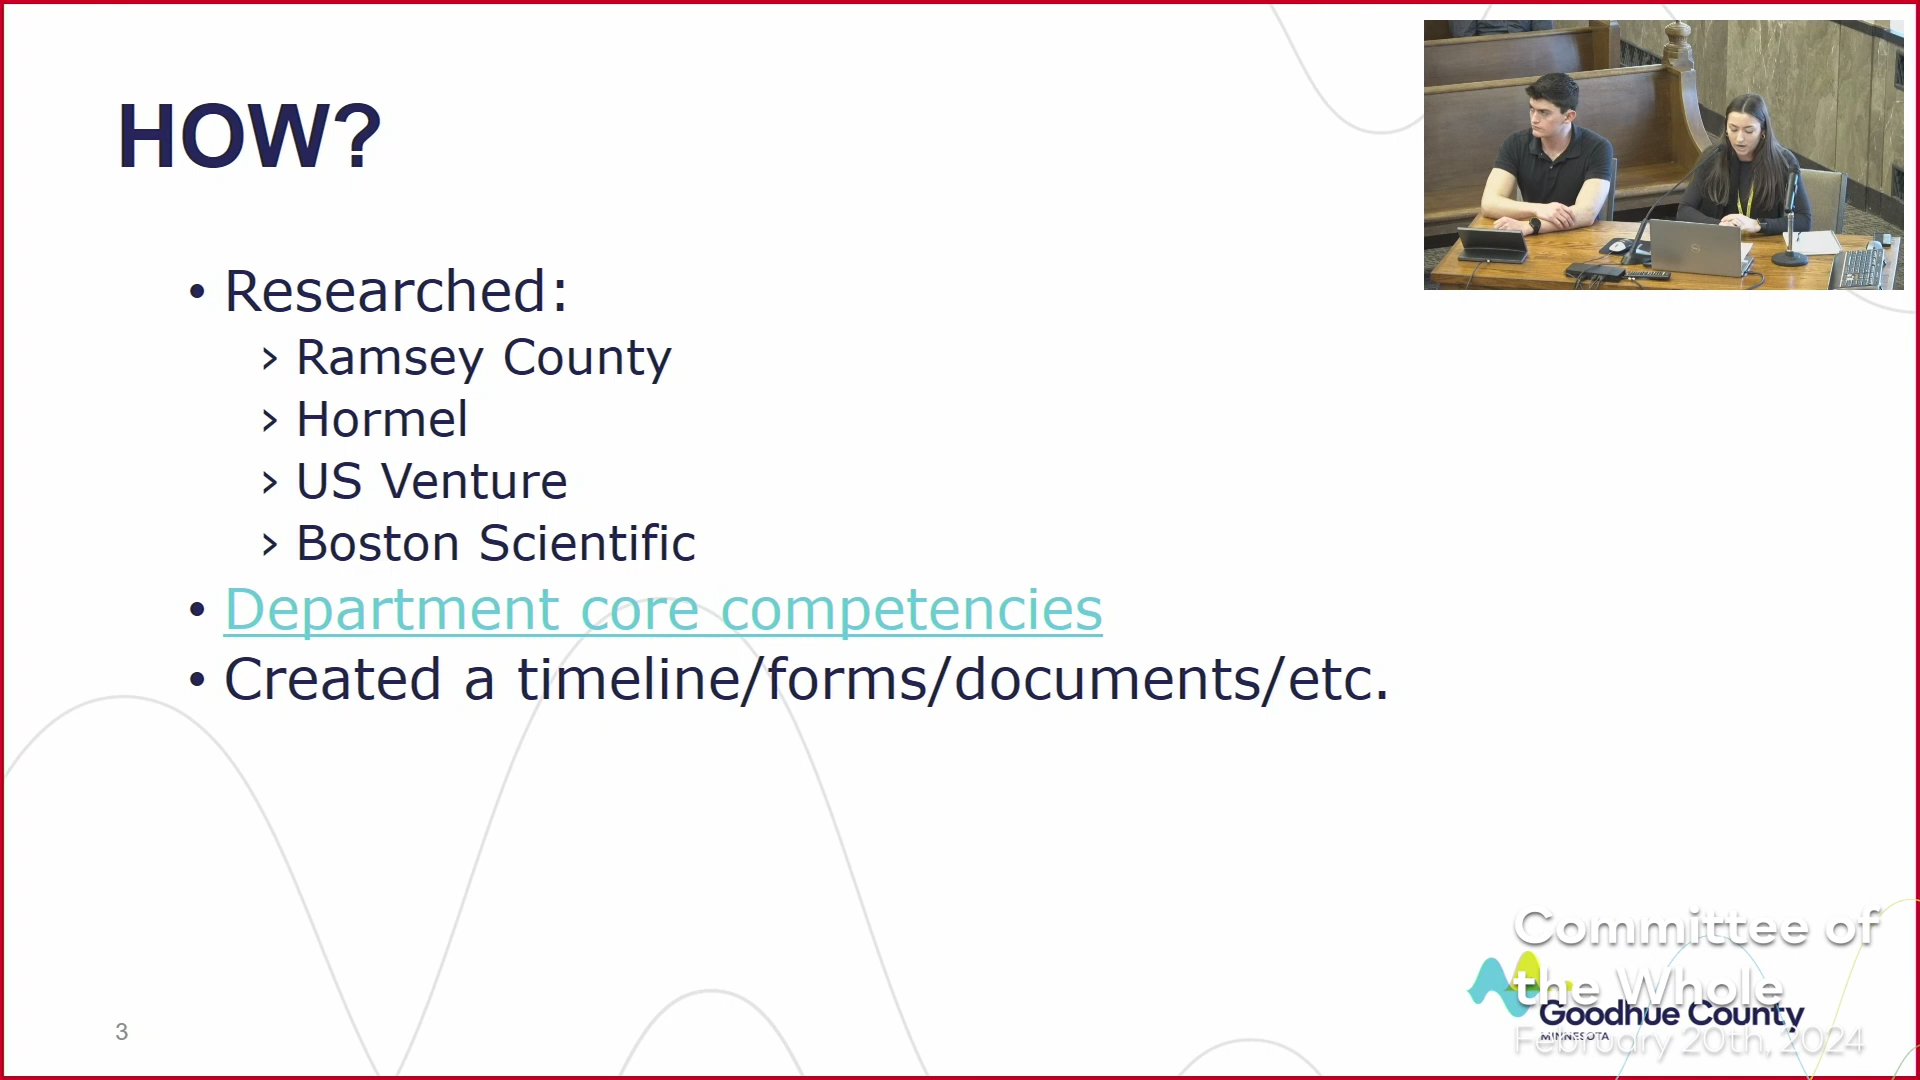 HOW?
• Researched:
› Ramsey County
› Hormel
› US Venture
› Boston Scientific
• Department core competencies
• Created a timeline/forms/documents/etc.
3
Committee of
the Whole
Goodhue County
MINNESOTA
February 20th, 2024